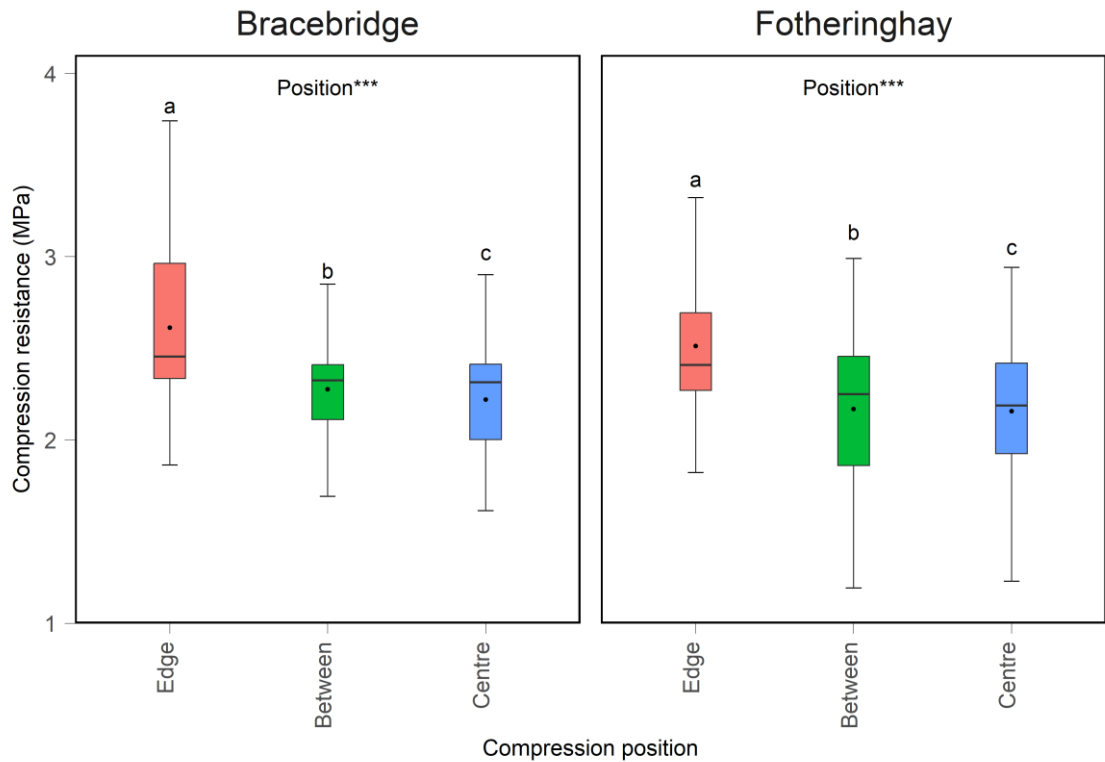 Bracebridge
Fotheringhay
Compression resistance (MPa)
4
3
2
1
Position***
a
b
c
Edge
Between
Centre
Position***
a
b
c
Edge
Between
Centre
Compression position